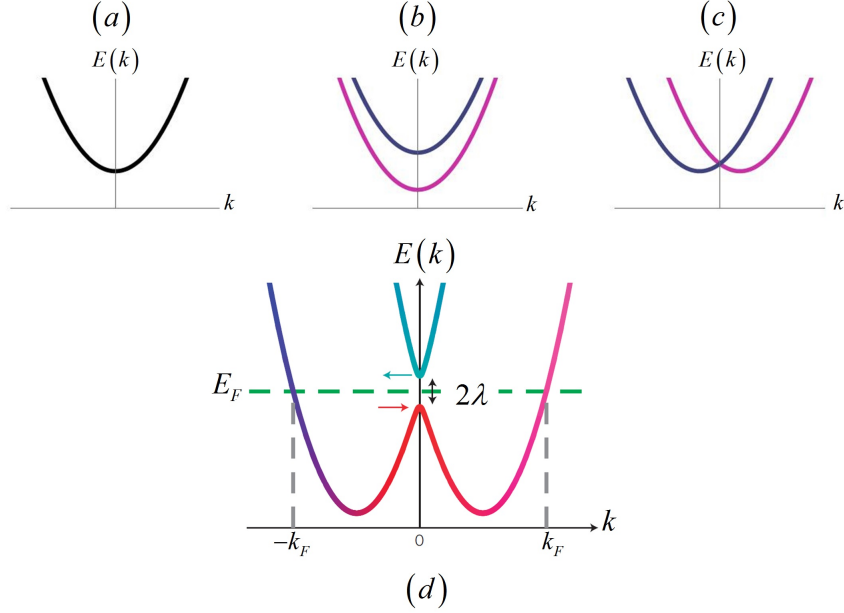 (a) (b) (c)
E(k) E(k) E(k)
k k k
E(k)
E_F 2λ
k
−k_F 0 k_F
(d)